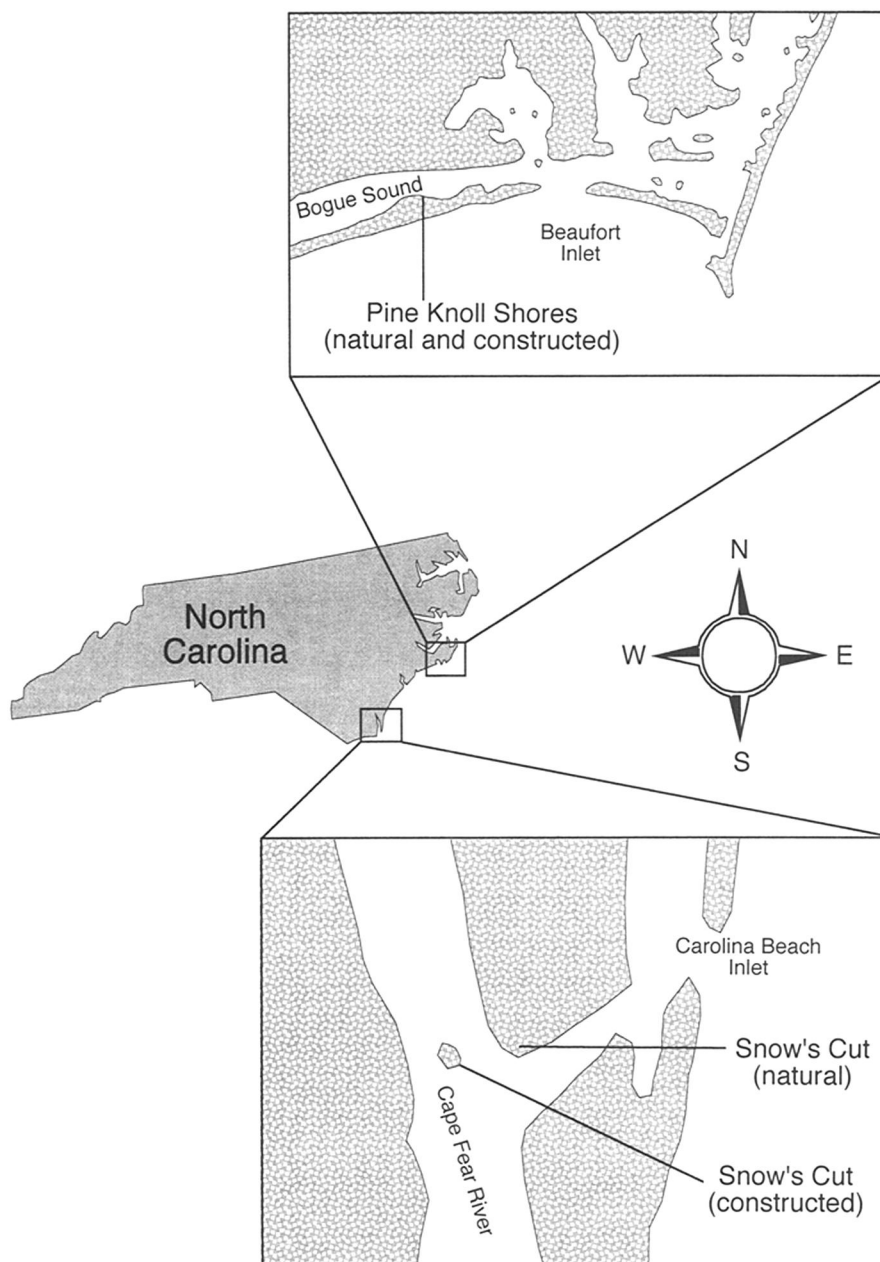 Bogue Sound
Beaufort
Inlet
Pine Knoll Shores
(natural and constructed)
North
Carolina
N
W
E
S
Carolina Beach
Inlet
Snow's Cut
(natural)
Cape Fear River
Snow's Cut
(constructed)